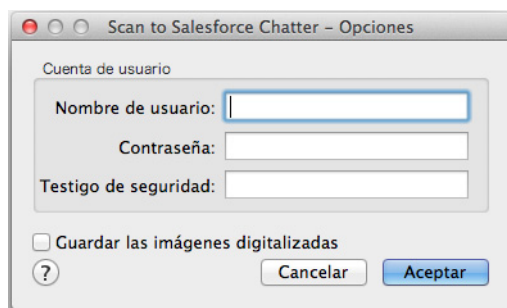 Scan to Salesforce Chatter – Opciones
Cuenta de usuario
Nombre de usuario:
Contraseña:
Testigo de seguridad:
Guardar las imágenes digitalizadas
? Cancelar Aceptar